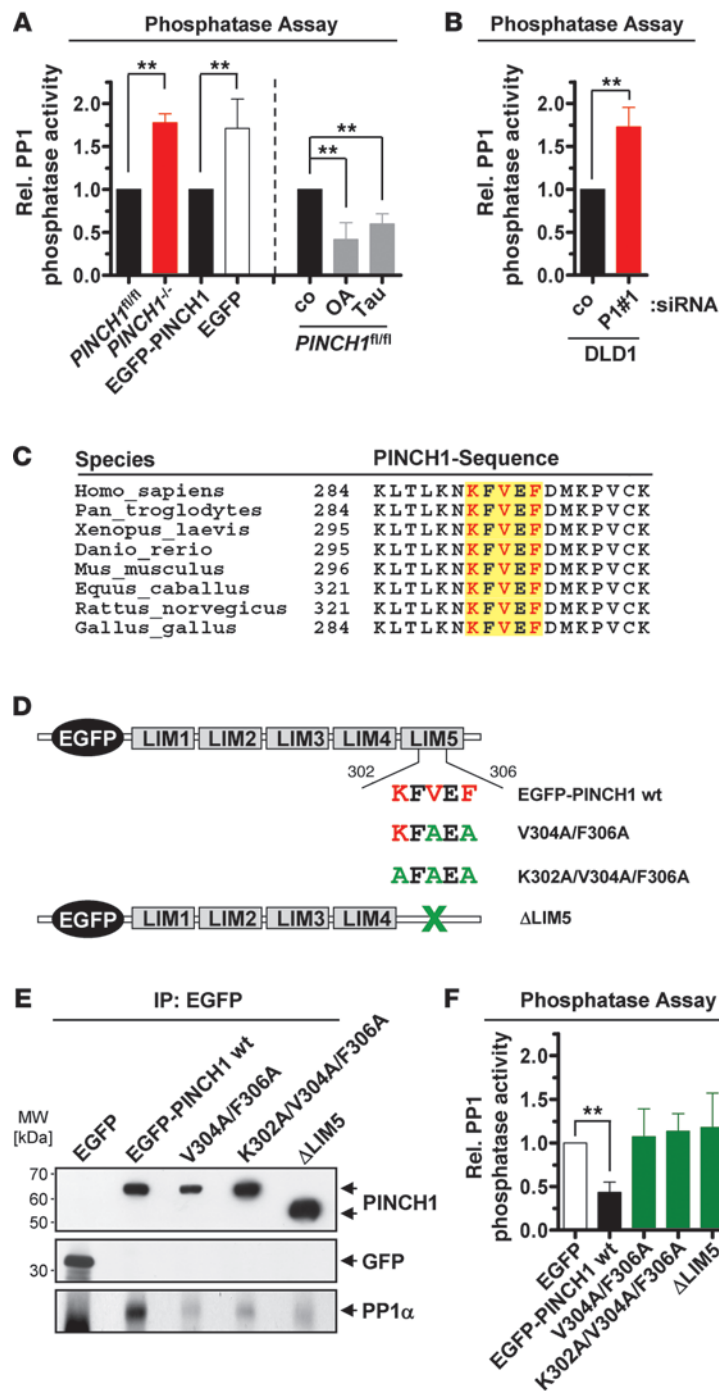 A
Phosphatase Assay
Rel. PP1
phosphatase activity
2.0
1.5
1.0
0.5
0.0
**
**
**
**
PINCH1fl/fl
PINCH1-/-
EGFP-PINCH1
EGFP
co
OA
Tau
PINCH1fl/fl
B
Phosphatase Assay
Rel. PP1
phosphatase activity
2.0
1.5
1.0
0.5
0.0
**
co
P1#1
:siRNA
DLD1
C
Species PINCH1-Sequence
Homo_sapiens 284 KLTLKNKFVEFDMKPVCK
Pan_troglodytes 284 KLTLKNKFVEFDMKPVCK
Xenopus_laevis 295 KLTLKNKFVEFDMKPVCK
Danio_rerio 295 KLTLKNKFVEFDMKPVCK
Mus_musculus 296 KLTLKNKFVEFDMKPVCK
Equus_caballus 321 KLTLKNKFVEFDMKPVCK
Rattus_norvegicus 321 KLTLKNKFVEFDMKPVCK
Gallus_gallus 284 KLTLKNKFVEFDMKPVCK
D
EGFP LIM1 LIM2 LIM3 LIM4 LIM5
302 306
KFVEF EGFP-PINCH1 wt
KFAEA V304A/F306A
AFAEA K302A/V304A/F306A
EGFP LIM1 LIM2 LIM3 LIM4 X ΔLIM5
E
IP: EGFP
MW
[kDa]
EGFP
EGFP-PINCH1 wt
V304A/F306A
K302A/V304A/F306A
ΔLIM5
70
60
50
PINCH1
30
GFP
PP1α
F
Phosphatase Assay
Rel. PP1
phosphatase activity
2.0
1.5
1.0
0.5
0.0
**
EGFP
EGFP-PINCH1 wt
V304A/F306A
K302A/V304A/F306A
ΔLIM5